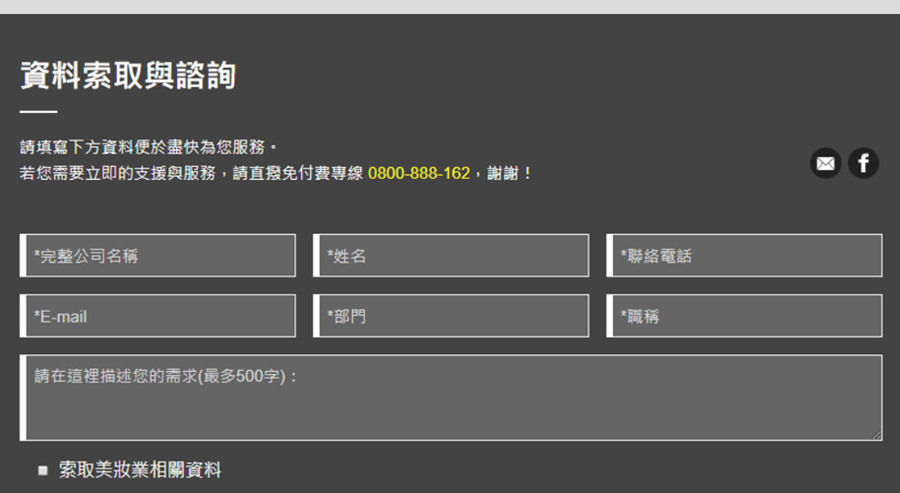 資料索取與諮詢
請填寫下方資料便於盡快為您服務。
若您需要立即的支援與服務，請直撥免付費專線 0800-888-162，謝謝！
*完整公司名稱
*姓名
*聯絡電話
*E-mail
*部門
*職稱
請在這裡描述您的需求(最多500字)：
索取美妝業相關資料